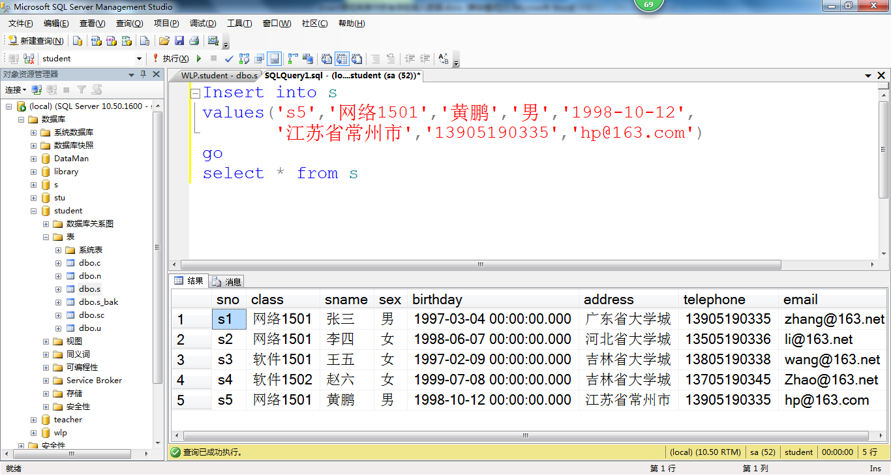 Microsoft SQL Server Management Studio
69
文件(F) 编辑(E) 查看(V) 查询(Q) 项目(P) 调试(D) 工具(T) 窗口(W) 社区(C) 帮助(H)
新建查询(N)
student 执行(X)
对象资源管理器
WLP.student - dbo.s SQLQuery1.sql - (lo....student (sa (52))*
连接
(local) (SQL Server 10.50.1600 - s
数据库
系统数据库
数据库快照
DataMan
library
s
stu
student
数据库关系图
表
系统表
dbo.c
dbo.n
dbo.s
dbo.s_bak
dbo.sc
dbo.u
视图
同义词
可编程性
Service Broker
存储
安全性
teacher
wlp
安全性
Insert into s
values('s5','网络1501','黄鹏','男','1998-10-12',
'江苏省常州市','13905190335','hp@163.com')
go
select * from s
结果 消息
sno class sname sex birthday address telephone email
1 s1 网络1501 张三 男 1997-03-04 00:00:00.000 广东省大学城 13905190335 zhang@163.net
2 s2 网络1501 李四 女 1998-06-07 00:00:00.000 河北省大学城 13505190336 li@163.net
3 s3 软件1501 王五 女 1997-02-09 00:00:00.000 吉林省大学城 13805190338 wang@163.net
4 s4 软件1502 赵六 女 1999-07-08 00:00:00.000 吉林省大学城 13705190345 Zhao@163.net
5 s5 网络1501 黄鹏 男 1998-10-12 00:00:00.000 江苏省常州市 13905190335 hp@163.com
查询已成功执行。 (local) (10.50 RTM) sa (52) student 00:00:00 5 行
就绪 第 1 行 第 1 列 Ins